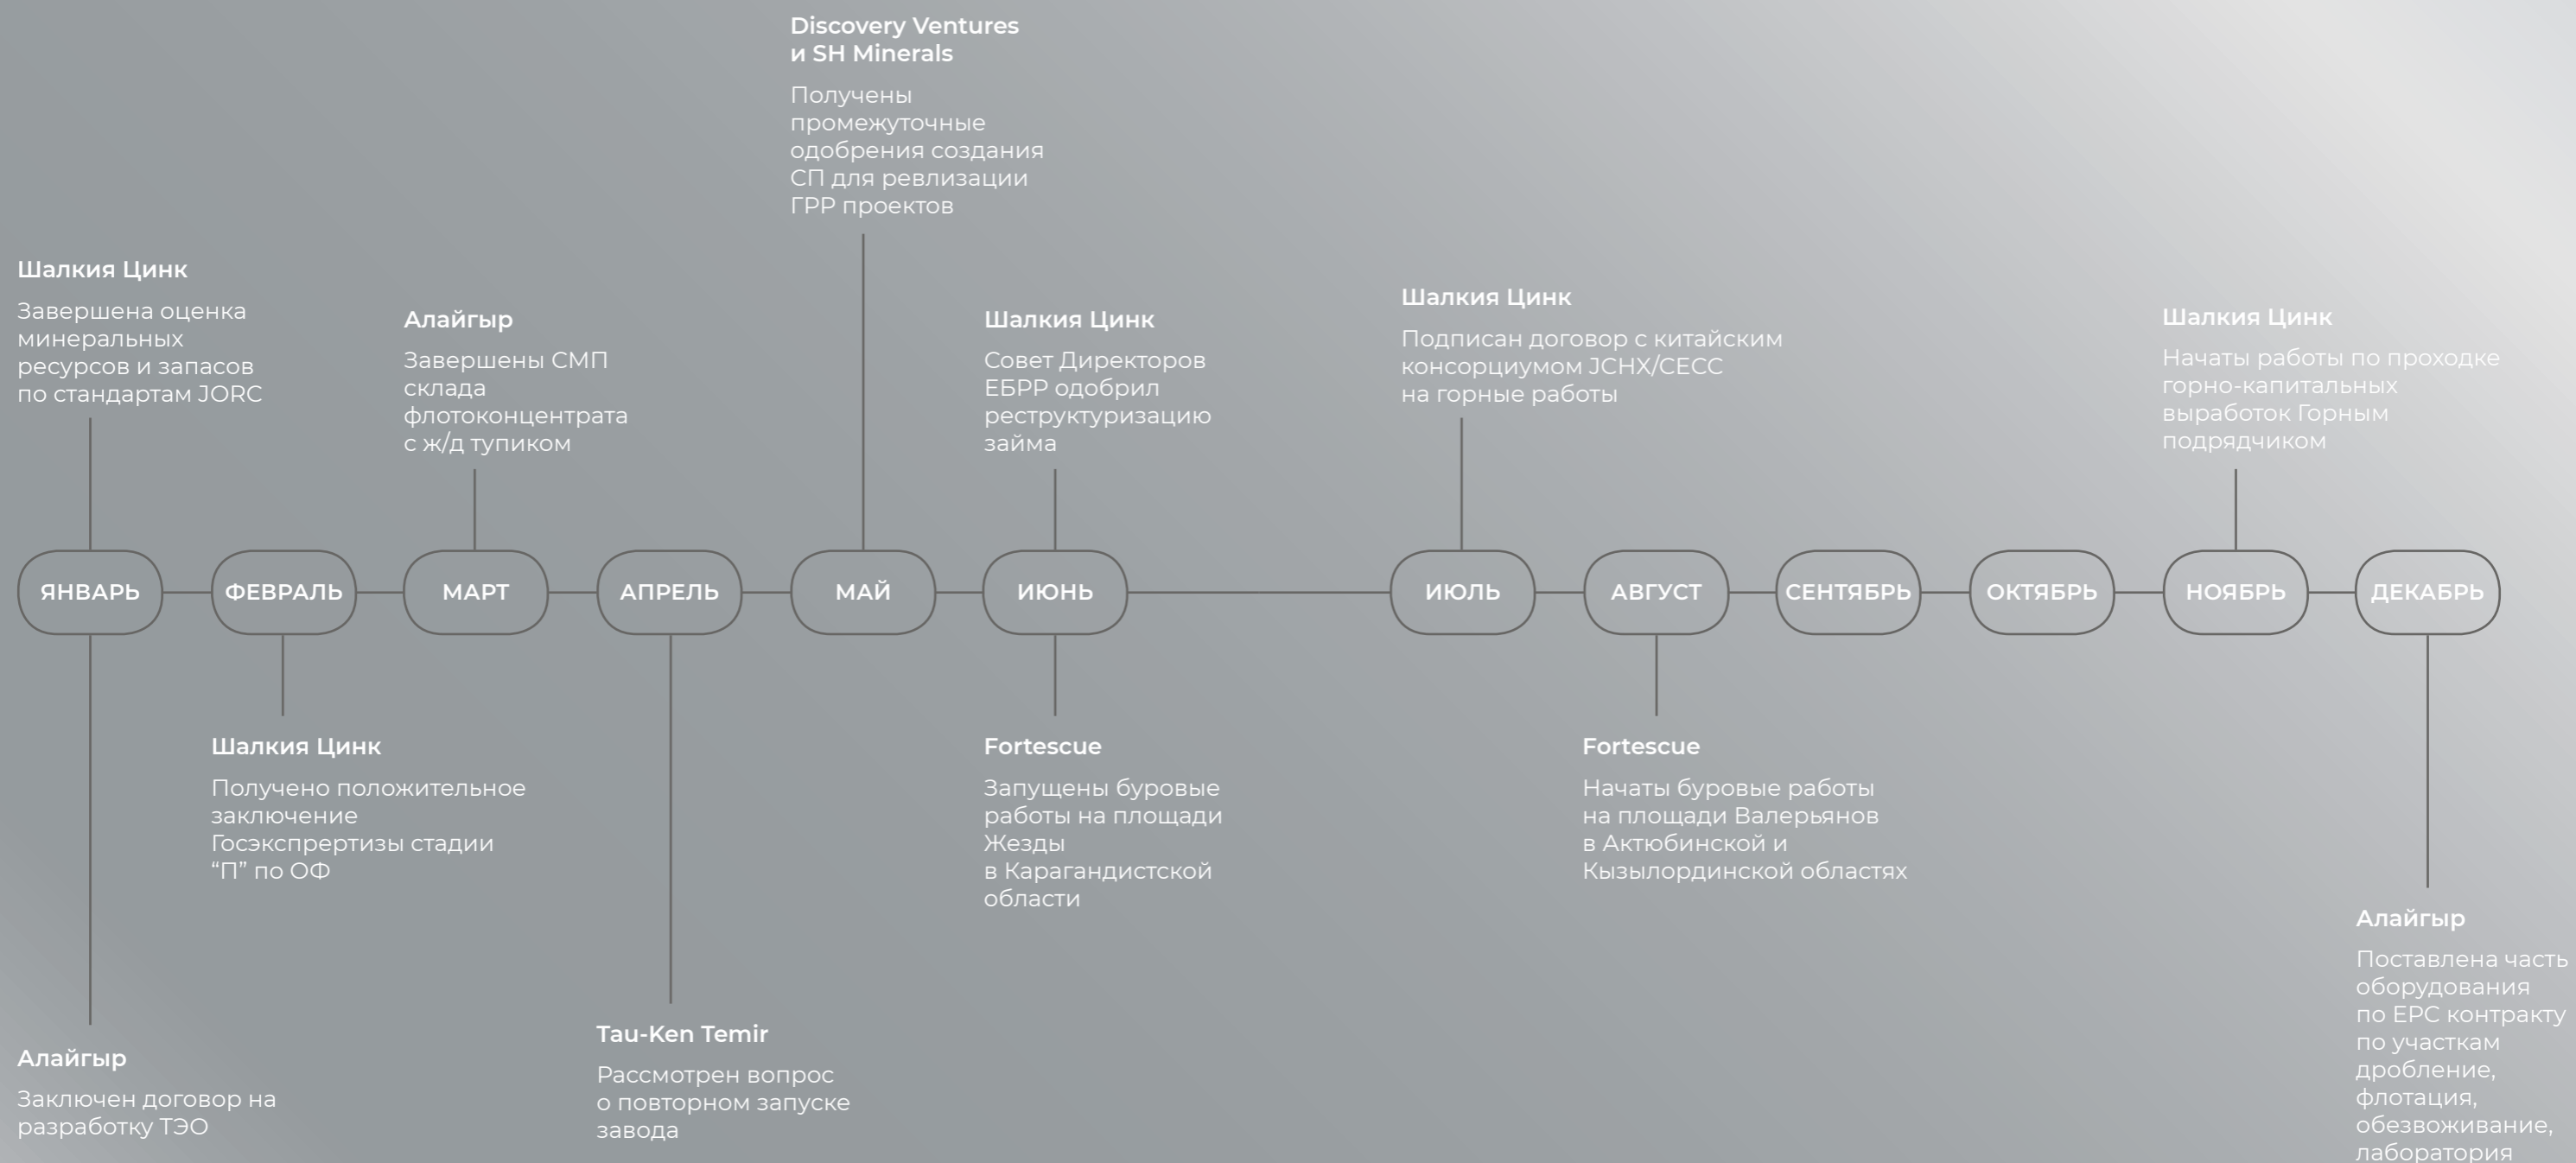 Discovery Ventures
и SH Minerals
Получены
промежуточные
одобрения создания
СП для ревлизации
ГРР проектов
Шалкия Цинк
Завершена оценка
минеральных
ресурсов и запасов
по стандартам JORC
Алайгыр
Завершены СМП
склада
флотоконцентрата
с ж/д тупиком
Шалкия Цинк
Совет Директоров
ЕБРР одобрил
реструктуризацию
займа
Шалкия Цинк
Подписан договор с китайским
консорциумом JCHX/CECC
на горные работы
Шалкия Цинк
Начаты работы по проходке
горно-капитальных
выработок Горным
подрядчиком
ЯНВАРЬ
ФЕВРАЛЬ
МАРТ
АПРЕЛЬ
МАЙ
ИЮНЬ
ИЮЛЬ
АВГУСТ
СЕНТЯБРЬ
ОКТЯБРЬ
НОЯБРЬ
ДЕКАБРЬ
Шалкия Цинк
Получено положительное
заключение
Госэкспрертизы стадии
“П” по ОФ
Fortescue
Запущены буровые
работы на площади
Жезды
в Карагандистской
области
Fortescue
Начаты буровые работы
на площади Валерьянов
в Актюбинской и
Кызылординской областях
Алайгыр
Заключен договор на
разработку ТЭО
Tau-Ken Temir
Рассмотрен вопрос
о повторном запуске
завода
Алайгыр
Поставлена часть
оборудования
по EPC контракту
по участкам
дробление,
флотация,
обезвоживание,
лаборатория